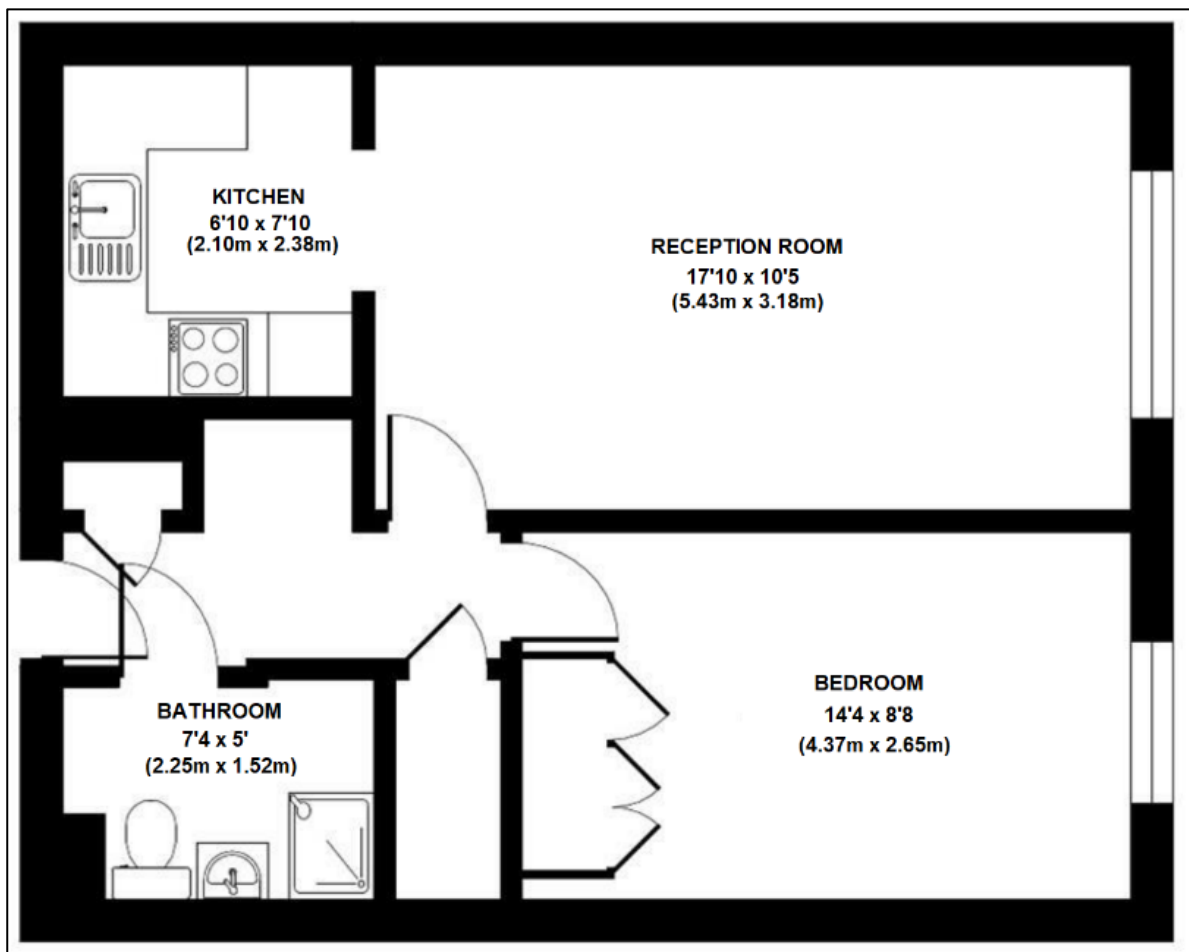 KITCHEN
6'10 x 7'10
(2.10m x 2.38m)
RECEPTION ROOM
17'10 x 10'5
(5.43m x 3.18m)
BEDROOM
14'4 x 8'8
(4.37m x 2.65m)
BATHROOM
7'4 x 5'
(2.25m x 1.52m)